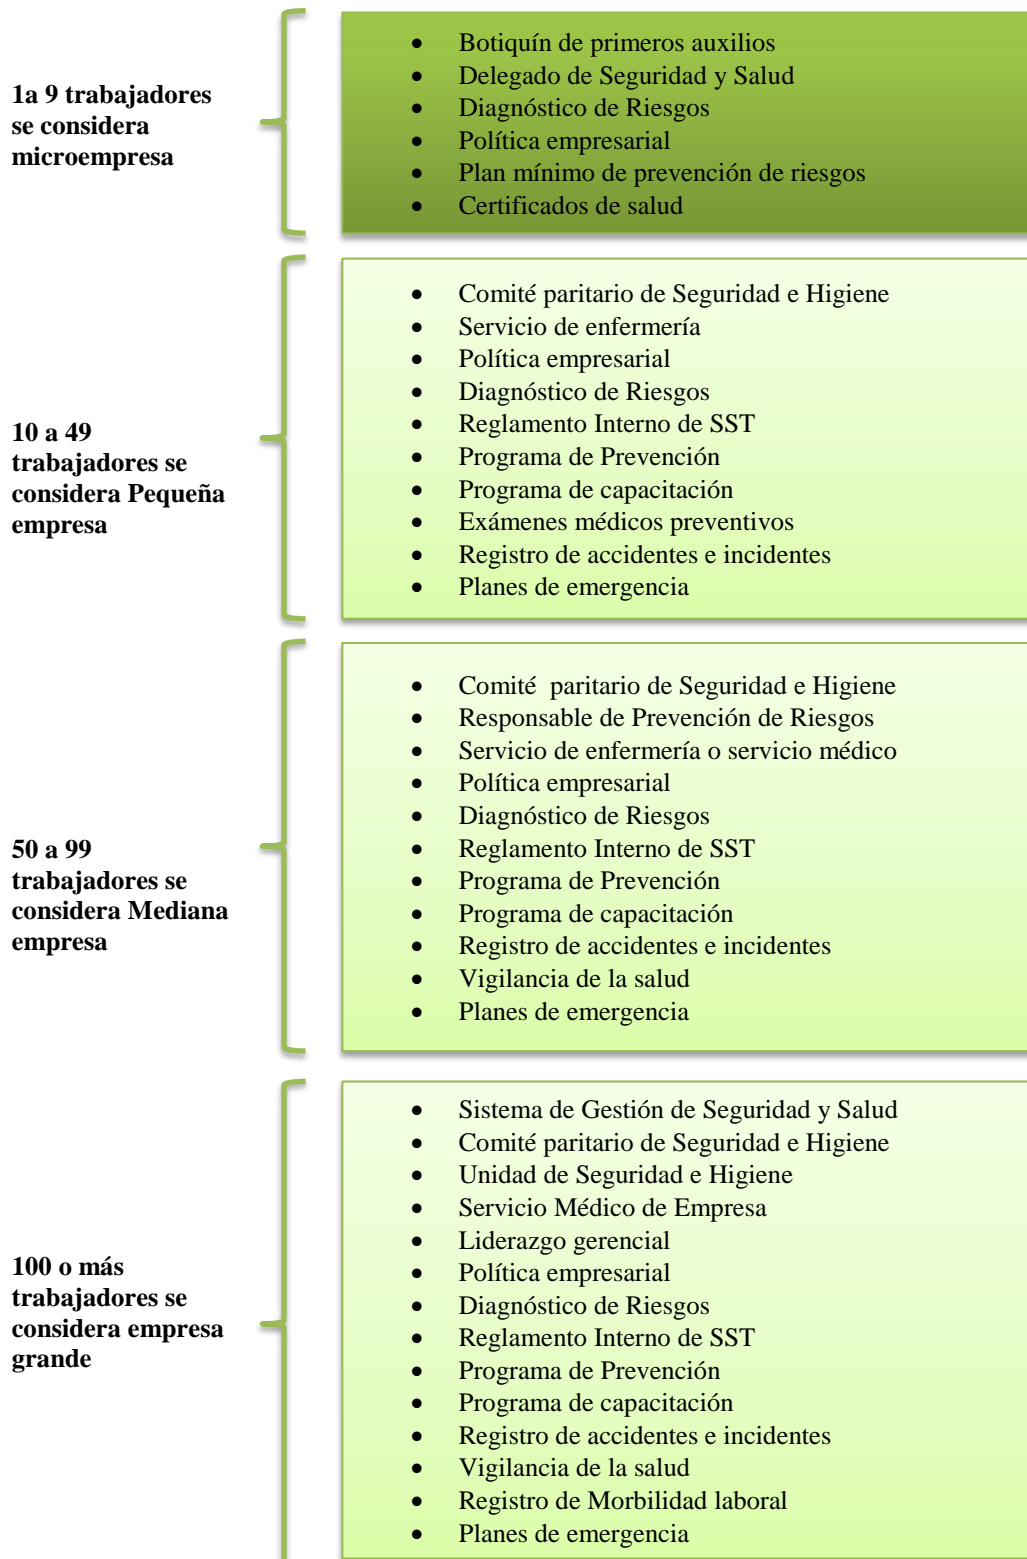 1a 9 trabajadores
se considera
microempresa
• Botiquín de primeros auxilios
• Delegado de Seguridad y Salud
• Diagnóstico de Riesgos
• Política empresarial
• Plan mínimo de prevención de riesgos
• Certificados de salud
10 a 49
trabajadores se
considera Pequeña
empresa
• Comité paritario de Seguridad e Higiene
• Servicio de enfermería
• Política empresarial
• Diagnóstico de Riesgos
• Reglamento Interno de SST
• Programa de Prevención
• Programa de capacitación
• Exámenes médicos preventivos
• Registro de accidentes e incidentes
• Planes de emergencia
50 a 99
trabajadores se
considera Mediana
empresa
• Comité  paritario de Seguridad e Higiene
• Responsable de Prevención de Riesgos
• Servicio de enfermería o servicio médico
• Política empresarial
• Diagnóstico de Riesgos
• Reglamento Interno de SST
• Programa de Prevención
• Programa de capacitación
• Registro de accidentes e incidentes
• Vigilancia de la salud
• Planes de emergencia
100 o más
trabajadores se
considera empresa
grande
• Sistema de Gestión de Seguridad y Salud
• Comité paritario de Seguridad e Higiene
• Unidad de Seguridad e Higiene
• Servicio Médico de Empresa
• Liderazgo gerencial
• Política empresarial
• Diagnóstico de Riesgos
• Reglamento Interno de SST
• Programa de Prevención
• Programa de capacitación
• Registro de accidentes e incidentes
• Vigilancia de la salud
• Registro de Morbilidad laboral
• Planes de emergencia